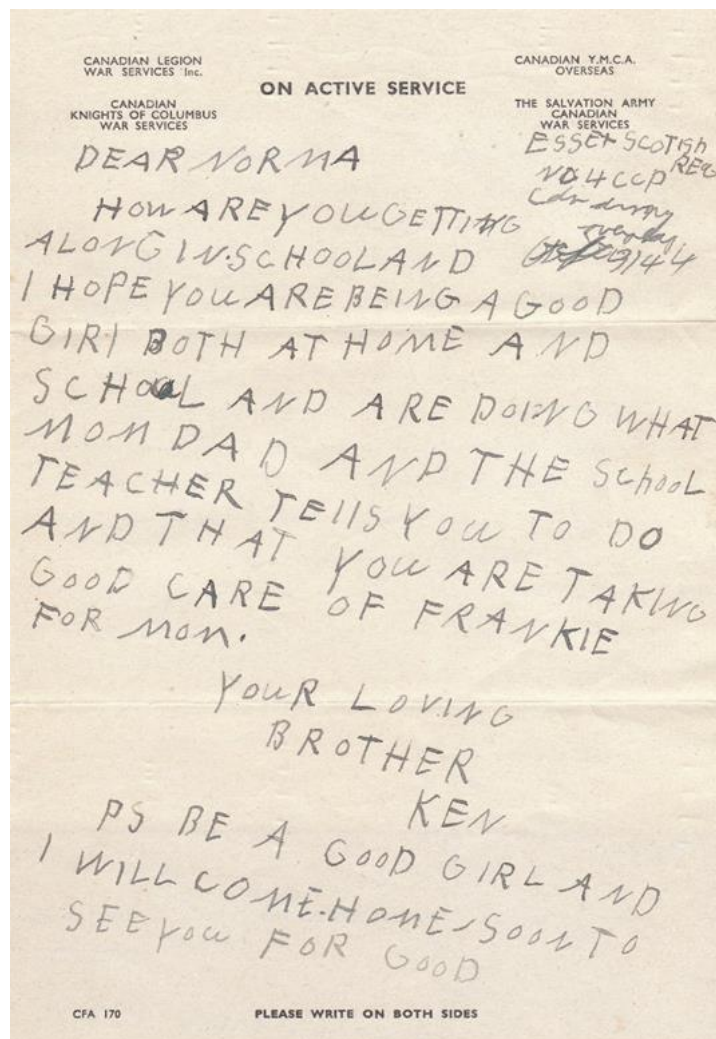 CANADIAN LEGION
WAR SERVICES Inc.
CANADIAN
KNIGHTS OF COLUMBUS
WAR SERVICES
ON ACTIVE SERVICE
CANADIAN Y.M.C.A.
OVERSEAS
THE SALVATION ARMY
CANADIAN
WAR SERVICES
ESSEX SCOTISH
REG
NO 4 CCD
Cdn army
overseas
44
DEAR NORMA
HOW ARE YOU GETTING
ALONG IN SCHOOL AND
I HOPE YOU ARE BEING A GOOD
GIRl BOTH AT HOME AND
SCHOOL AND ARE DOING WHAT
MOM DAD AND THE SchooL
TEACHER TEllS YOU TO DO
AND THAT YOU ARE TAKING
GOOD CARE OF FRANKIE
FOR MOM.
YOUR LOVING
BROTHER
KEN
PS BE A GOOD GIRL AND
I WILL COME HOME SOON TO
SEE YOU FOR GOOD
CFA 170
PLEASE WRITE ON BOTH SIDES